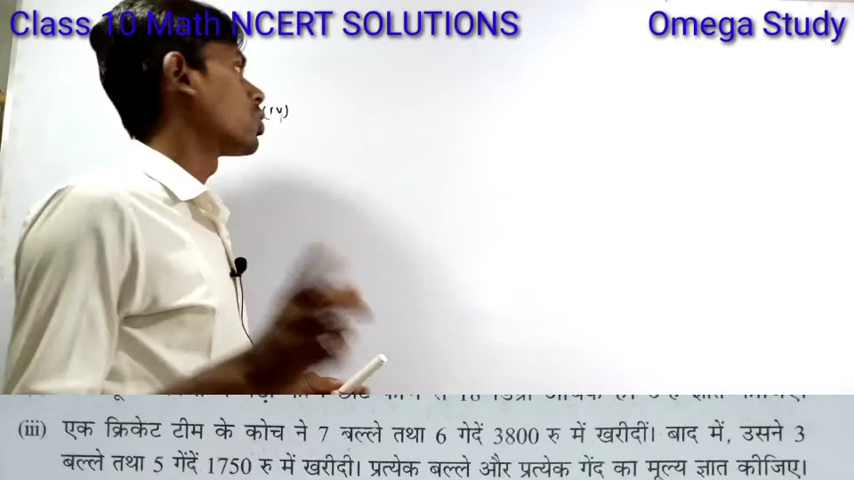 Class 10 Math NCERT SOLUTIONS
Omega Study
(iii) एक क्रिकेट टीम के कोच ने 7 बल्ले तथा 6 गेदें 3800 रु में खरीदीं। बाद में, उसने 3
बल्ले तथा 5 गेंदें 1750 रु में खरीदी। प्रत्येक बल्ले और प्रत्येक गेंद का मूल्य ज्ञात कीजिए।